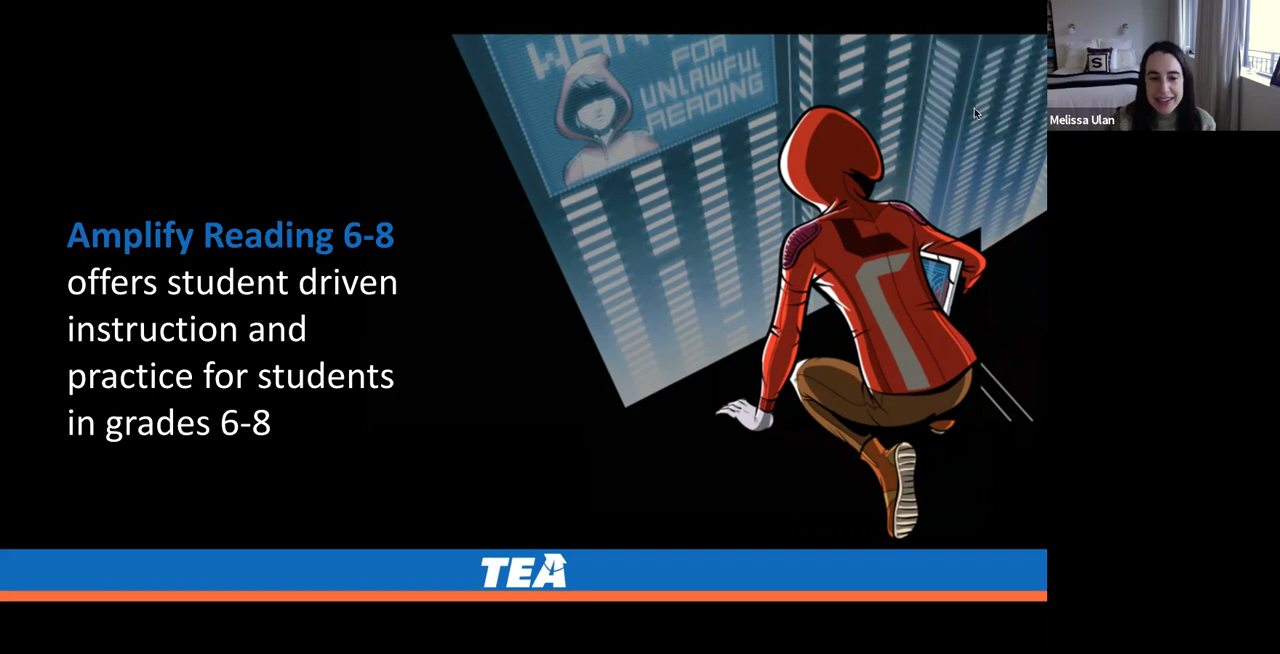 WANTED
FOR
UNLAWFUL
READING
S
Melissa Ulan
Amplify Reading 6-8
offers student driven
instruction and
practice for students
in grades 6-8
TEA